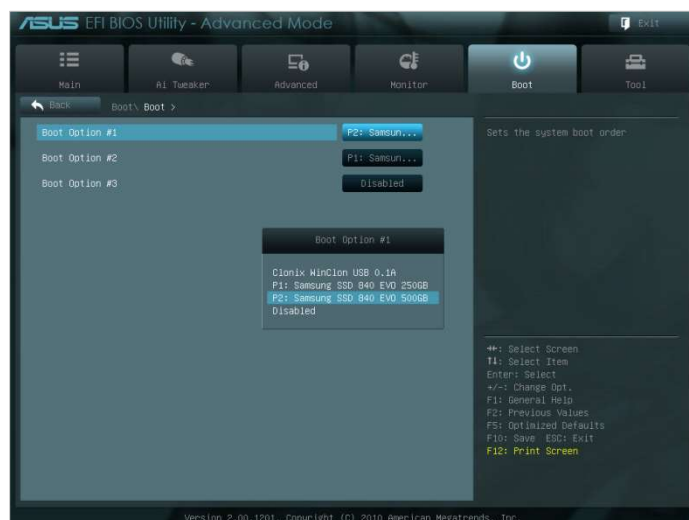 ASUS EFI BIOS Utility - Advanced Mode
Exit
Main
Ai Tweaker
Advanced
Monitor
Boot
Tool
Back
Boot\ Boot >
Boot Option #1
P2: Samsun...
Boot Option #2
P1: Samsun...
Boot Option #3
Disabled
Sets the system boot order
Boot Option #1
Clonix WinClon USB 0.1A
P1: Samsung SSD 840 EVO 250GB
P2: Samsung SSD 840 EVO 500GB
Disabled
→←: Select Screen
↑↓: Select Item
Enter: Select
+/-: Change Opt.
F1: General Help
F2: Previous Values
F5: Optimized Defaults
F10: Save ESC: Exit
F12: Print Screen
Version 2.00.1201. Copyright (C) 2010 American Megatrends, Inc.